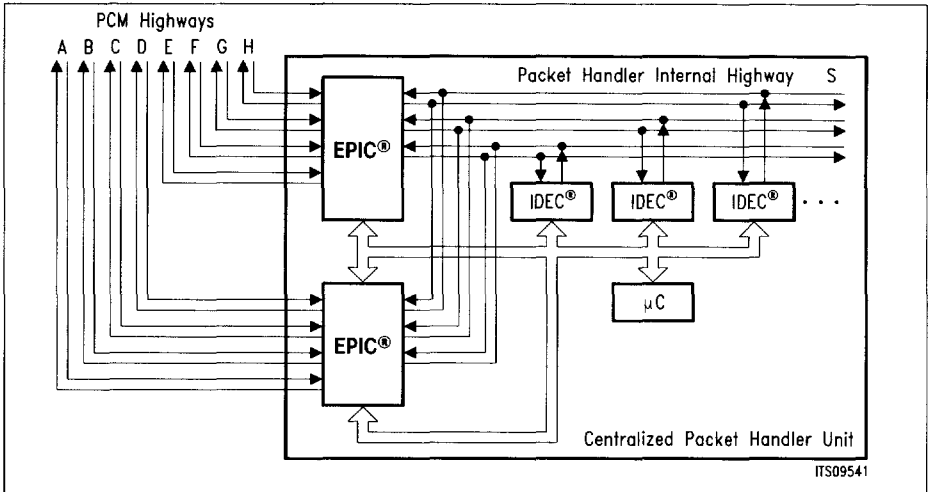 PCM Highways
A B C D E F G H
Packet Handler Internal Highway S
EPIC®
IDEC® IDEC® IDEC® . . .
EPIC®
μC
Centralized Packet Handler Unit
ITS09541